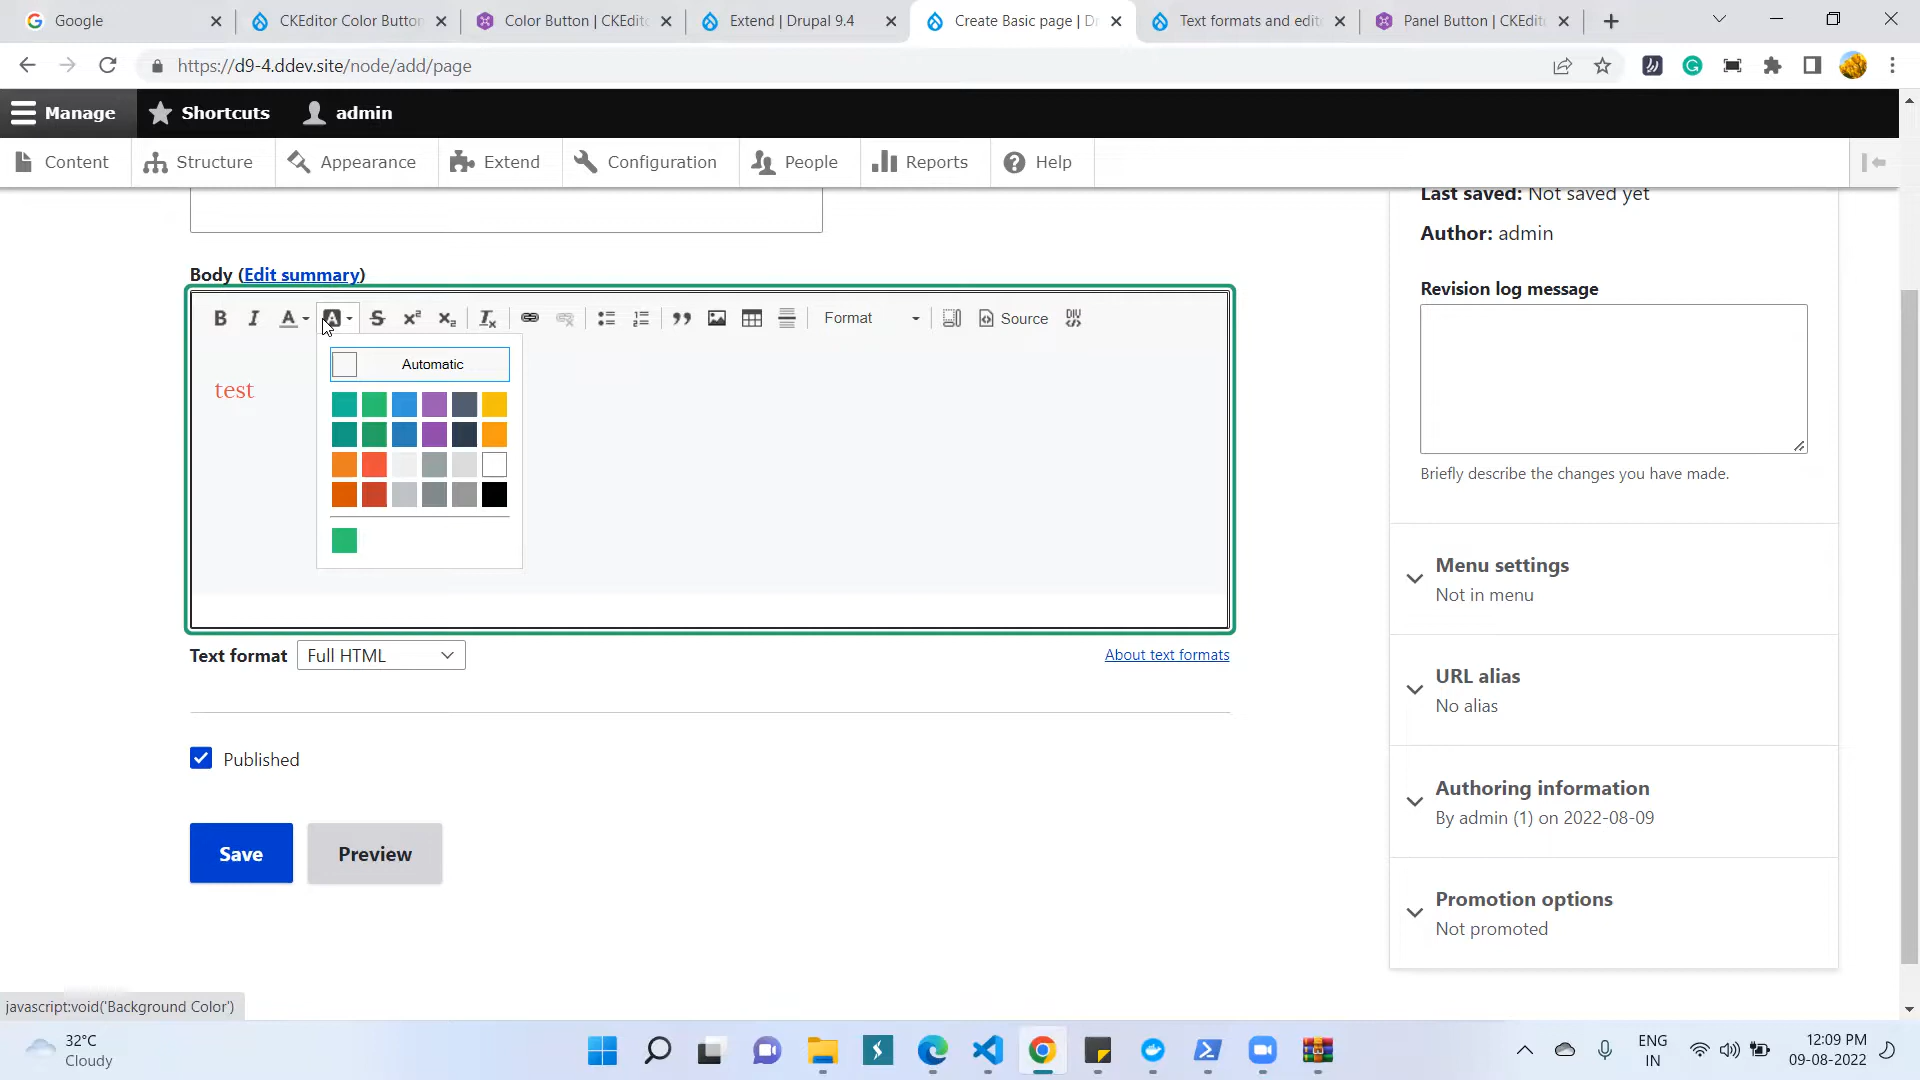 Google
CKEditor Color Button
Color Button | CKEdito
Extend | Drupal 9.4
Create Basic page | Dr
Text formats and edito
Panel Button | CKEdit
https://d9-4.ddev.site/node/add/page
Manage
Shortcuts
admin
Content
Structure
Appearance
Extend
Configuration
People
Reports
Help
Last saved: Not saved yet
Author: admin
Body (Edit summary)
Revision log message
Format
Source
DIV
Automatic
test
Briefly describe the changes you have made.
Menu settings
Not in menu
Text format
Full HTML
About text formats
URL alias
No alias
Published
Authoring information
By admin (1) on 2022-08-09
Save
Preview
Promotion options
Not promoted
javascript:void('Background Color')
32°C
Cloudy
ENG
IN
12:09 PM
09-08-2022